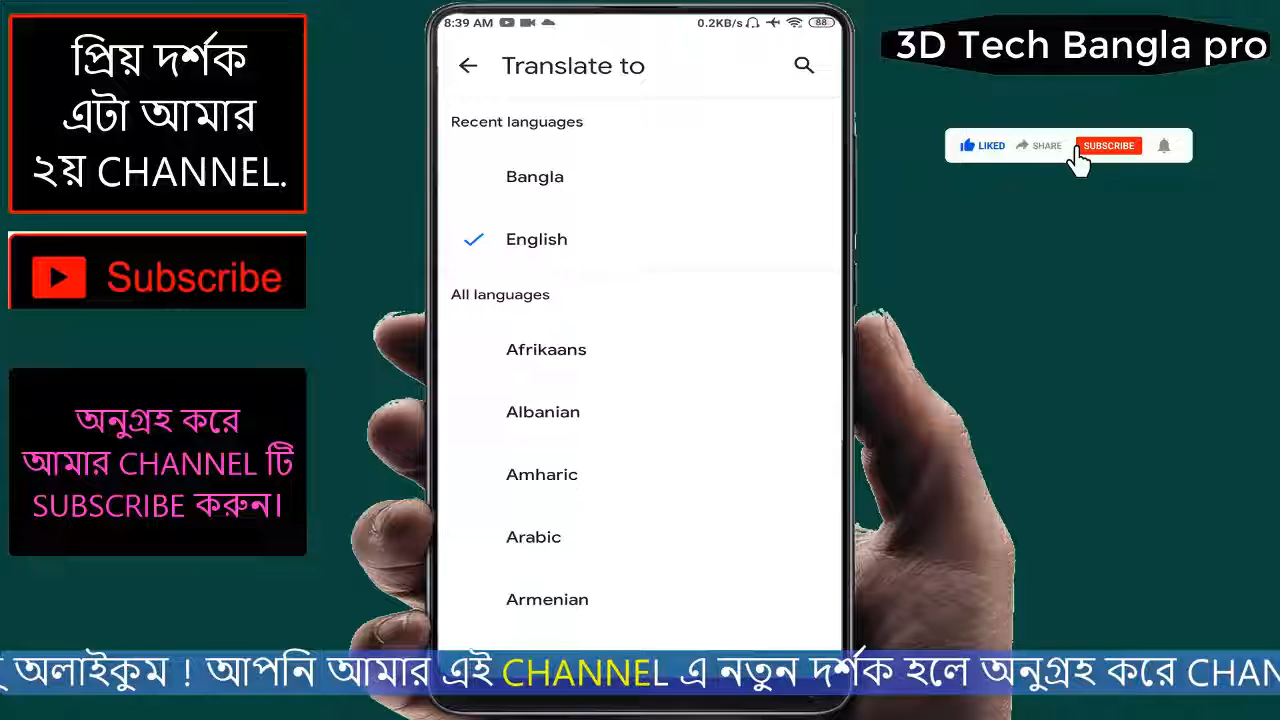 প্রিয় দর্শক
এটা আমার
২য় CHANNEL.
Subscribe
অনুগ্রহ করে
আমার CHANNEL টি
SUBSCRIBE করুন।
8:39 AM
0.2KB/s
88
Translate to
Recent languages
Bangla
English
All languages
Afrikaans
Albanian
Amharic
Arabic
Armenian
3D Tech Bangla pro
LIKED SHARE SUBSCRIBE
অলাইকুম ! আপনি আমার এই CHANNEL এ নতুন দর্শক হলে অনুগ্রহ করে CHAN